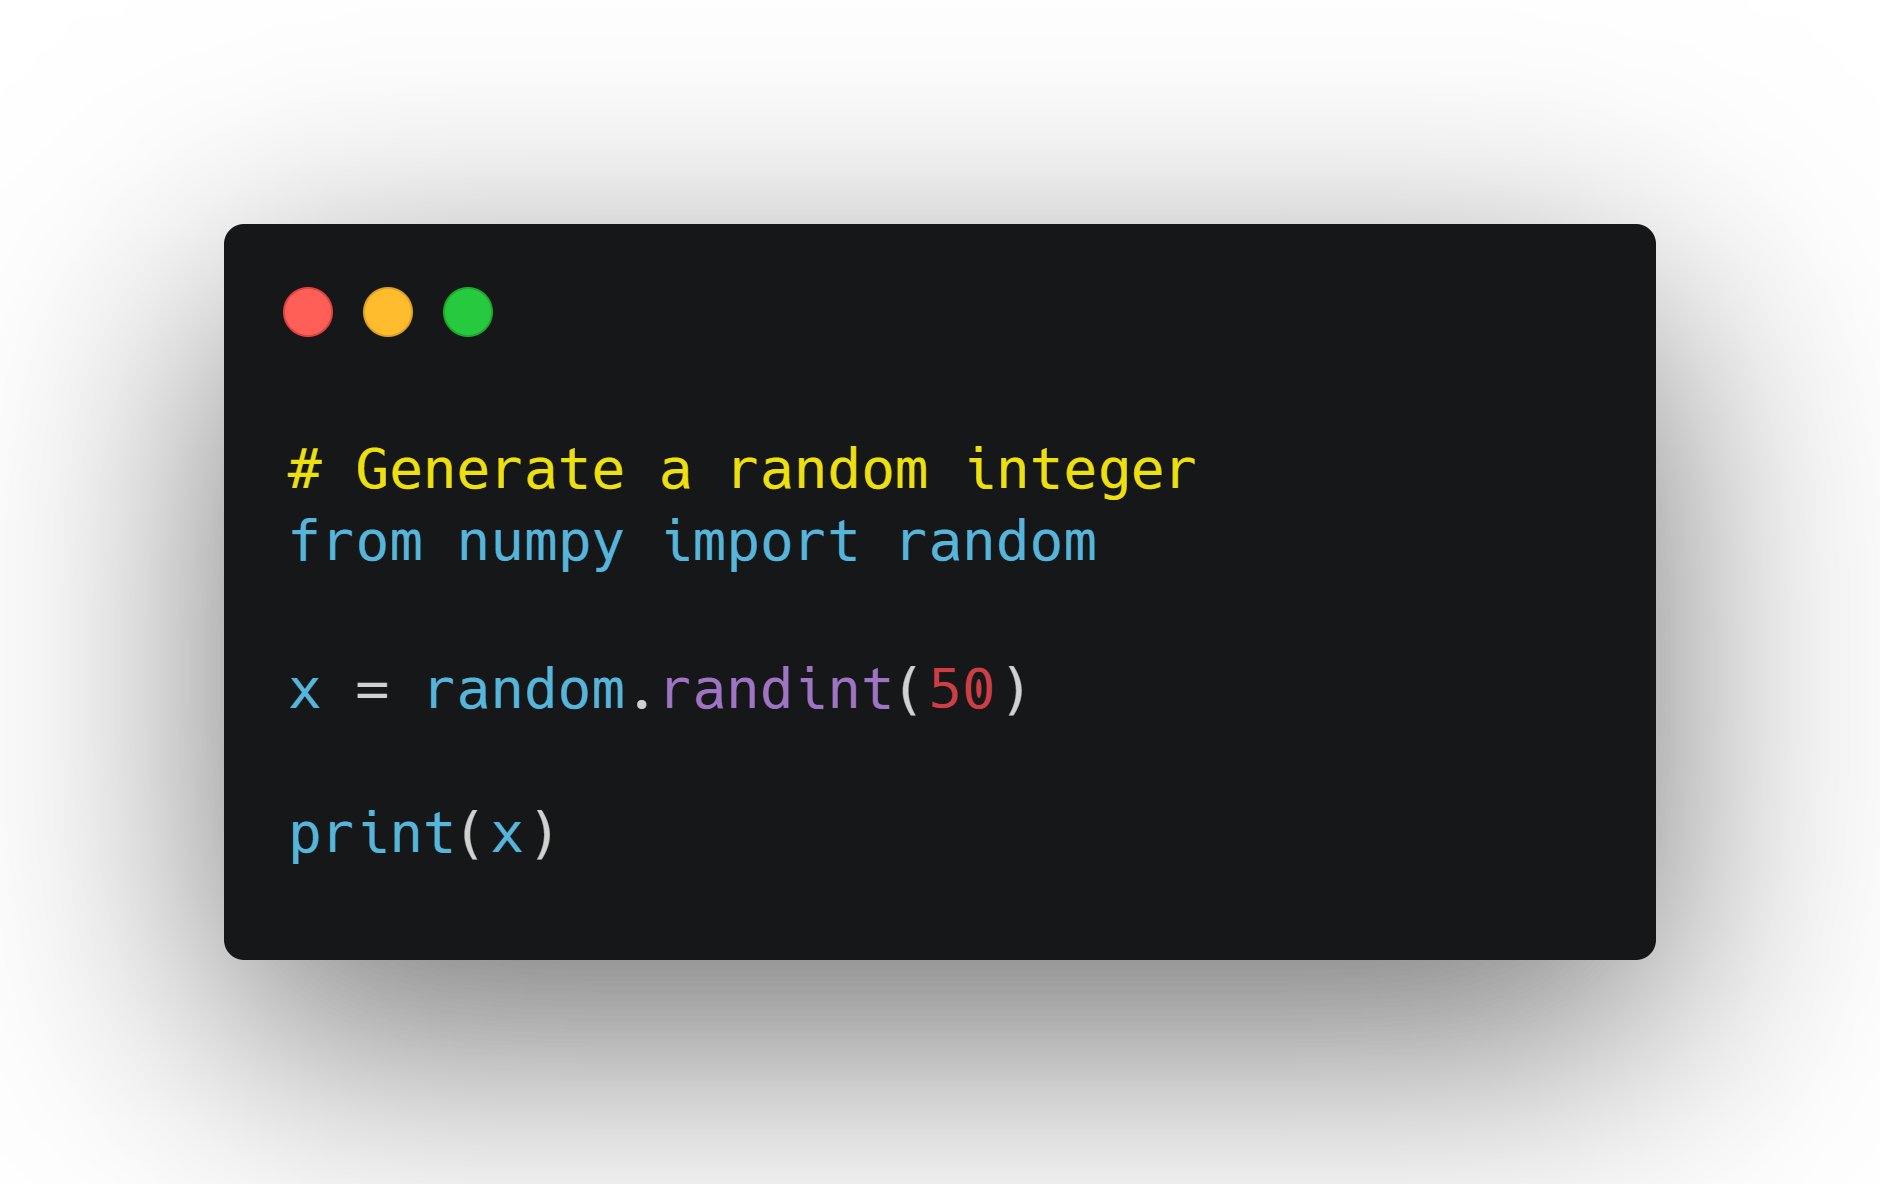 # Generate a random integer
from numpy import random
x = random.randint(50)
print(x)